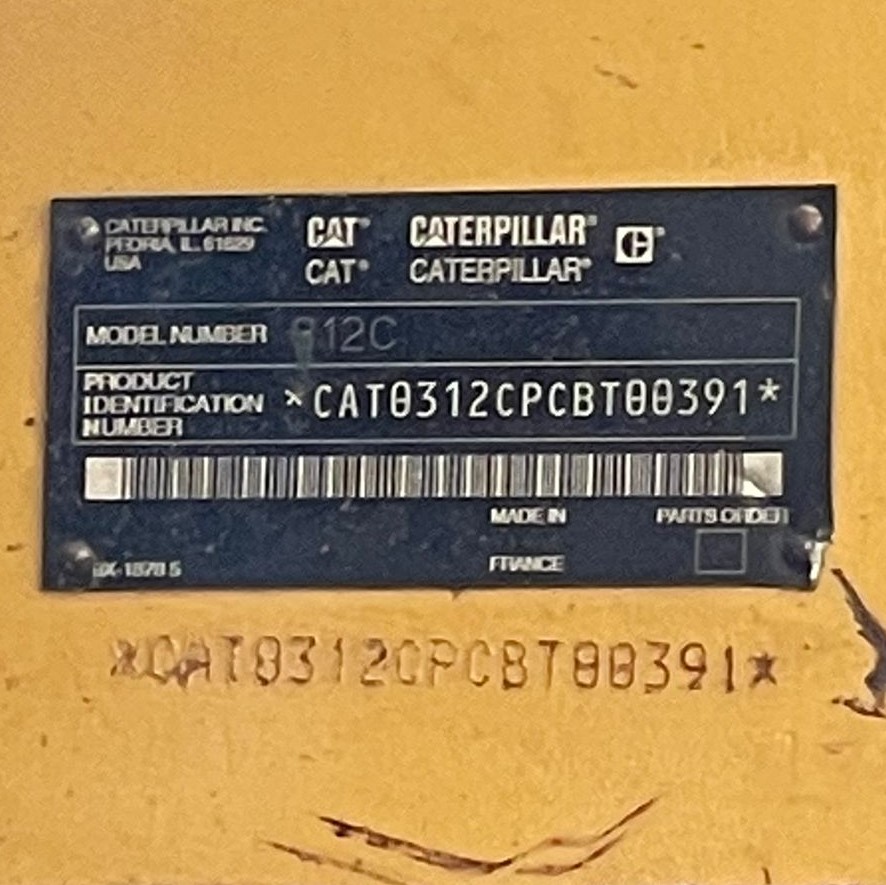 CATERPILLAR INC.
PEORIA, IL. 61629
USA
CAT® CATERPILLAR® C®
CAT® CATERPILLAR®
MODEL NUMBER 312C
PRODUCT
IDENTIFICATION
NUMBER
*CAT0312CPCBT00391*
MADE IN
FRANCE
PARTS ORDER
*CAT0312CPCBT00391*